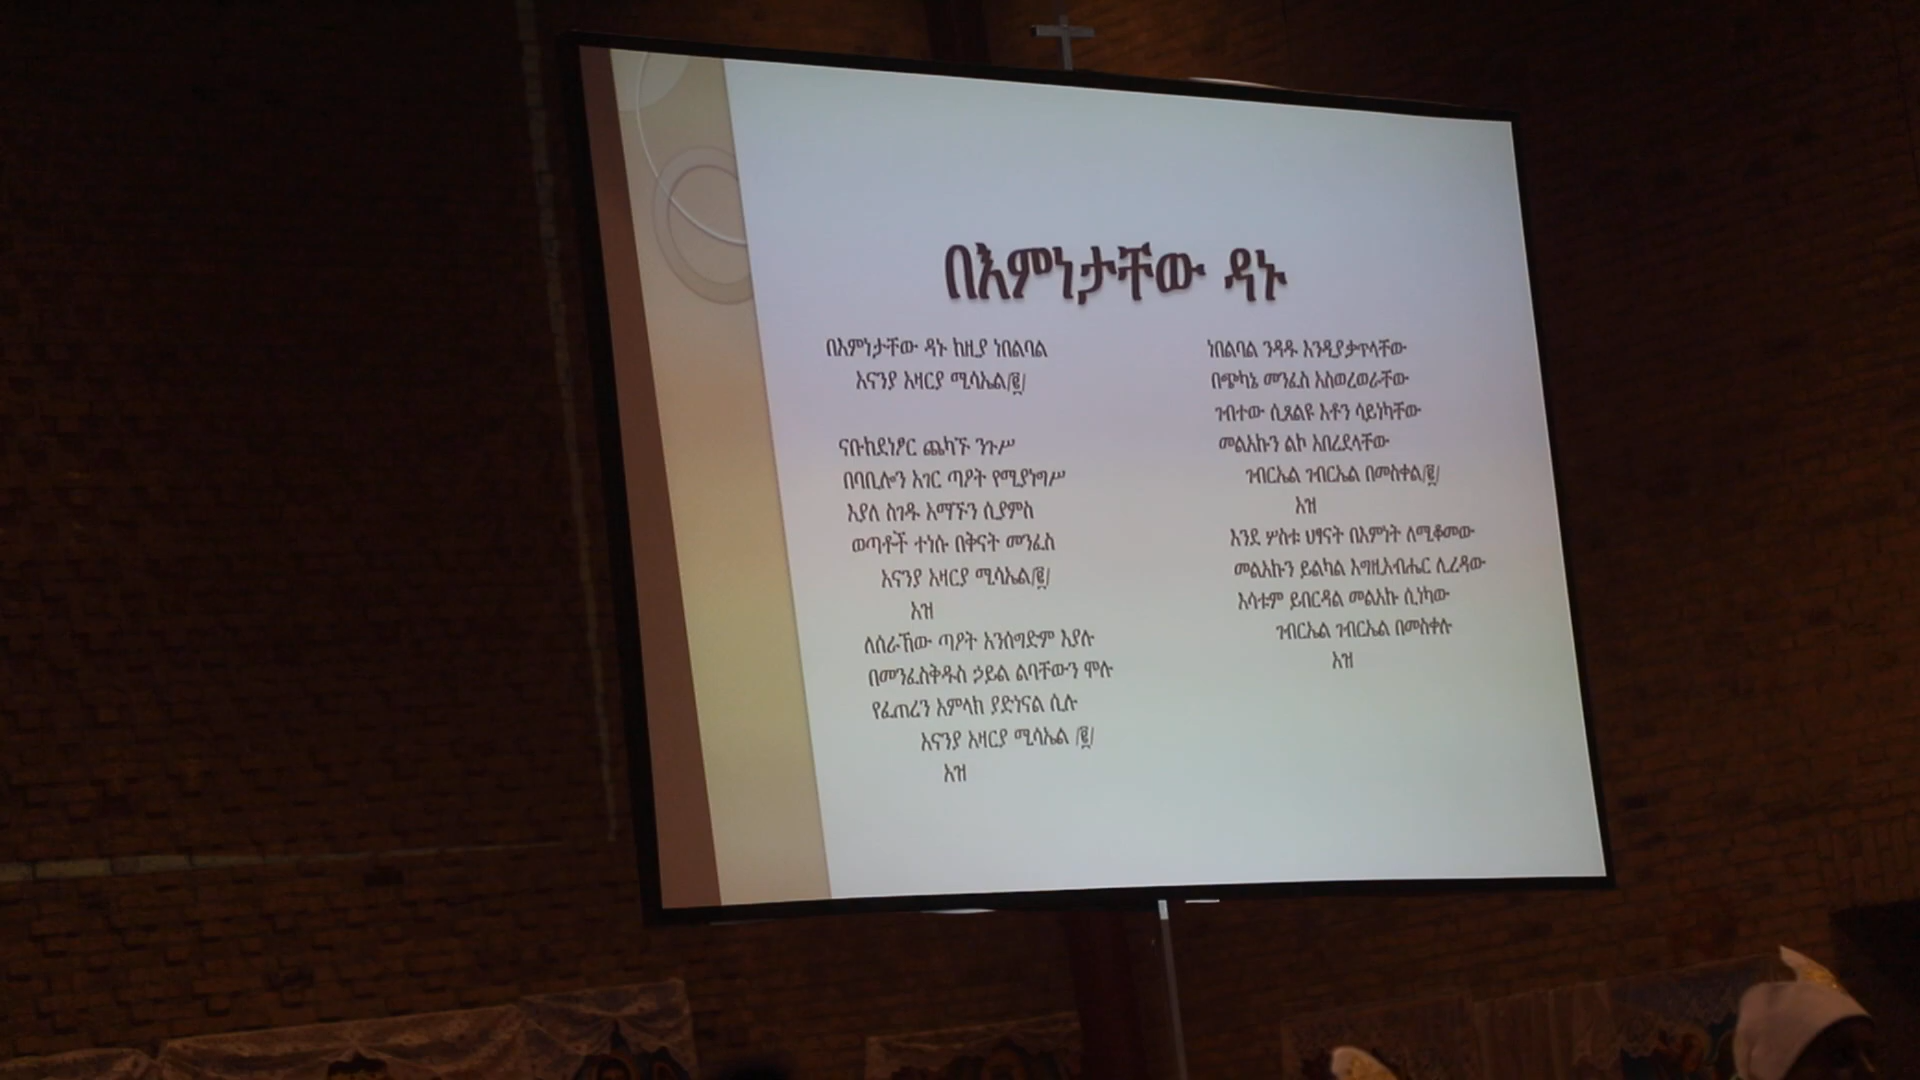 በእምነታቸው ዳኑ
በእምነታቸው ዳኑ ከዚያ ነበልባል
አናንያ አዛርያ ሚሳኤል/፪/
ናቡከደነፆር ጨካኙ ንጉሥ
በባቢሎን አገር ጣዖት የሚያነግሥ
እያለ ስገዱ አማኙን ሲያምስ
ወጣቶች ተነሱ በቅናት መንፈስ
አናንያ አዛርያ ሚሳኤል/፪/
አዝ
ለሰራኸው ጣዖት አንሰግድም እያሉ
በመንፈስቅዱስ ኃይል ልባቸውን ሞሉ
የፈጠረን አምላክ ያድነናል ሲሉ
አናንያ አዛርያ ሚሳኤል /፪/
አዝ
ነበልባል ንዳዱ እንዲያቃጥላቸው
በጭካኔ መንፈስ አስወረወራቸው
ገብተው ሲጸልዩ እቶን ሳይነካቸው
መልአኩን ልኮ አበረደላቸው
ገብርኤል ገብርኤል በመስቀል/፪/
አዝ
እንደ ሦስቱ ህፃናት በእምነት ለሚቆመው
መልአኩን ይልካል እግዚአብሔር ሊረዳው
እሳቱም ይበርዳል መልአኩ ሲነካው
ገብርኤል ገብርኤል በመስቀሉ
አዝ